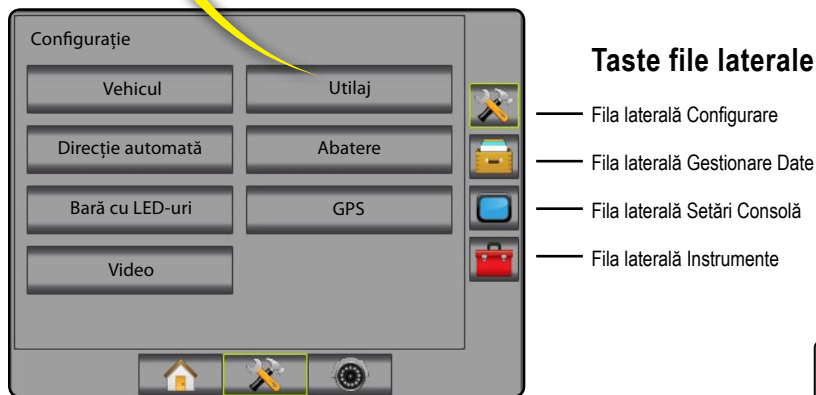 Configurație
Vehicul
Utilaj
Direcție automată
Abatere
Bară cu LED-uri
GPS
Video
Taste file laterale
Fila laterală Configurare
Fila laterală Gestionare Date
Fila laterală Setări Consolă
Fila laterală Instrumente